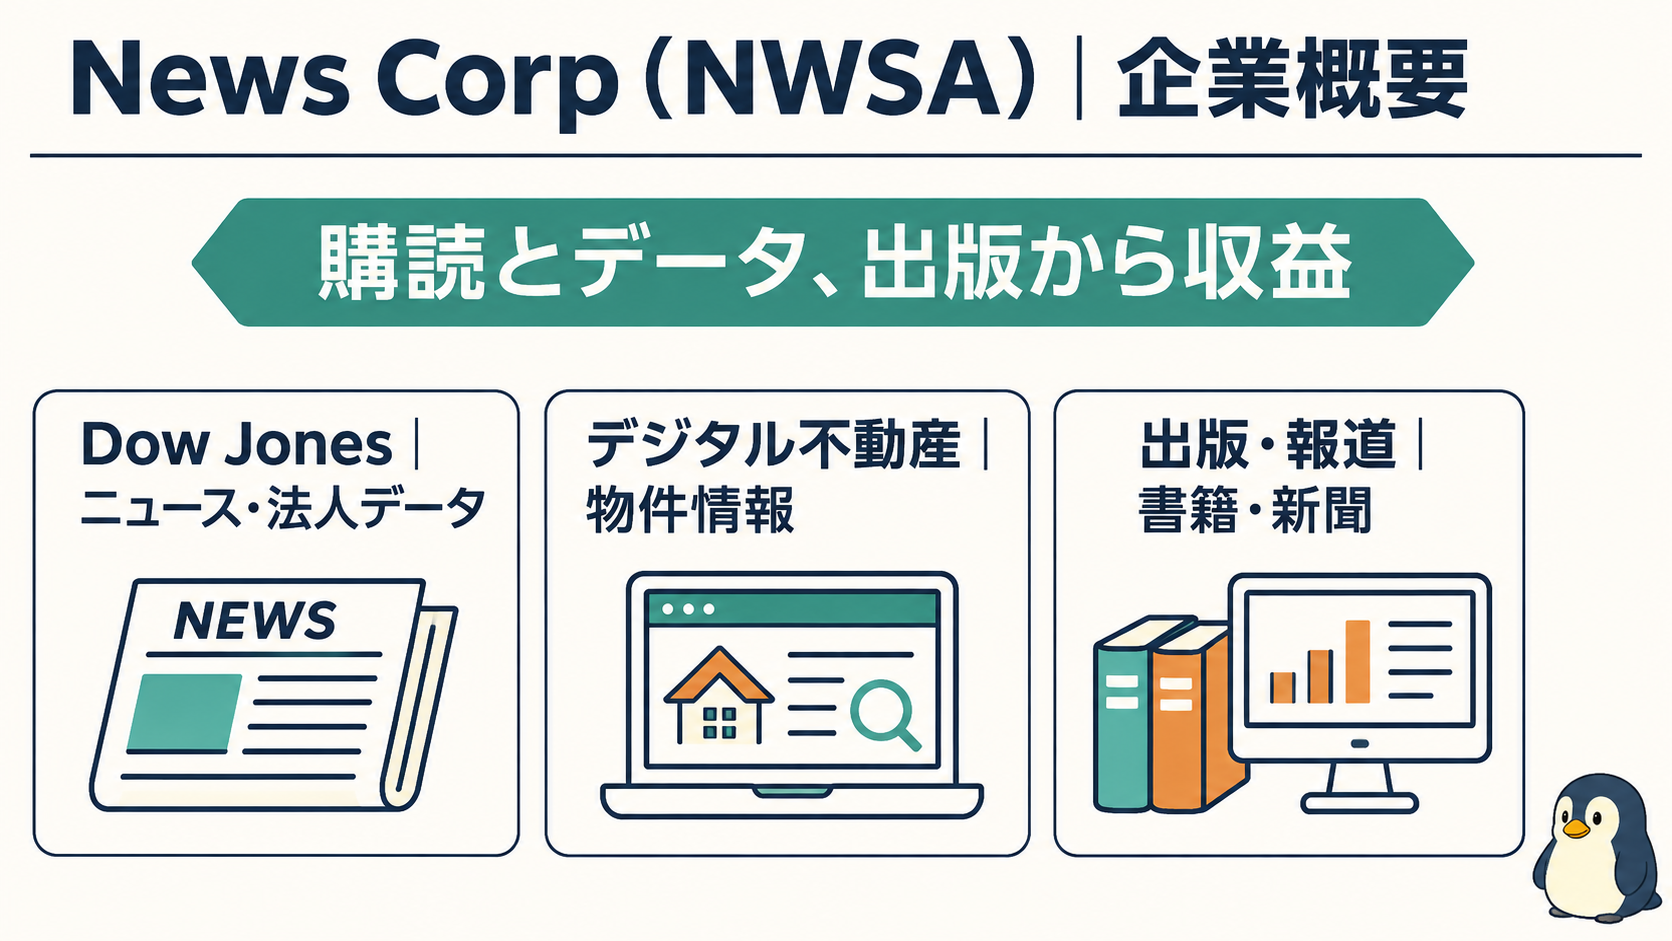 News Corp（NWSA）｜企業概要
購読とデータ、出版から収益
Dow Jones｜
ニュース・法人データ
デジタル不動産｜
物件情報
出版・報道｜
書籍・新聞
NEWS